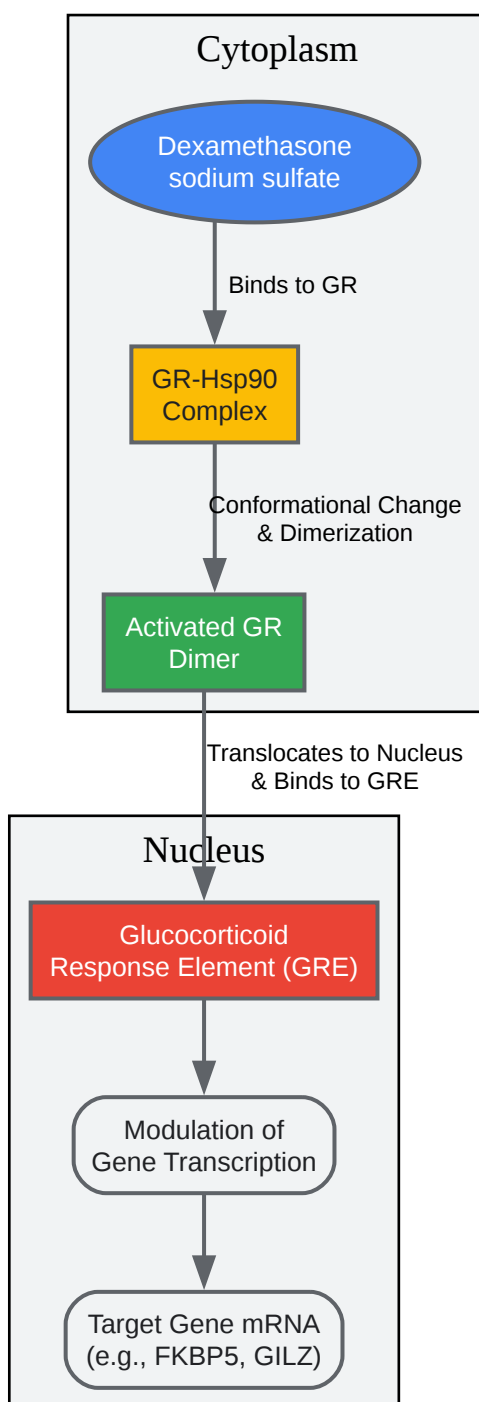 Cytoplasm
Dexamethasone
sodium sulfate
Binds to GR
GR-Hsp90
Complex
Conformational Change
& Dimerization
Activated GR
Dimer
Translocates to Nucleus
& Binds to GRE
Nucleus
Glucocorticoid
Response Element (GRE)
Modulation of
Gene Transcription
Target Gene mRNA
(e.g., FKBP5, GILZ)